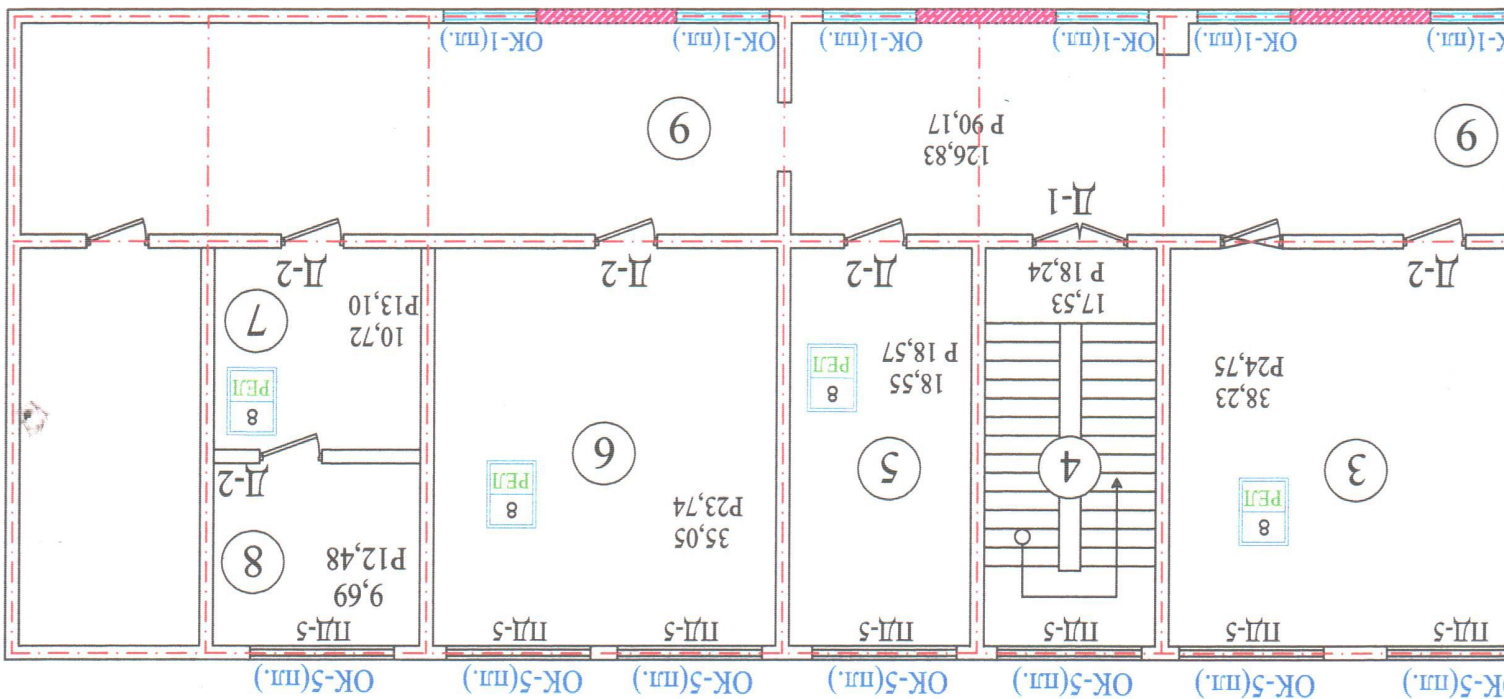 К-5(пл.)
ОК-5(пл.)
ОК-5(пл.)
ОК-5(пл.)
ОК-5(пл.)
ОК-5(пл.)
ОК-5(пл.)
ПД-5
ПД-5
ПД-5
ПД-5
ПД-5
ПД-5
ПД-5
3
8
РЕЛ
38,23
Р24,75
Д-2
4
17,53
Р 18,24
Д-1
5
18,55
Р 18,57
8
РЕЛ
Д-2
35,05
Р23,74
8
РЕЛ
6
Д-2
9,69
Р12,48
8
Д-2
8
РЕЛ
10,72
Р13,10
7
Д-2
9
126,83
Р 90,17
9
К-1(пл.)
ОК-1(пл.)
ОК-1(пл.)
ОК-1(пл.)
ОК-1(пл.)
ОК-1(пл.)